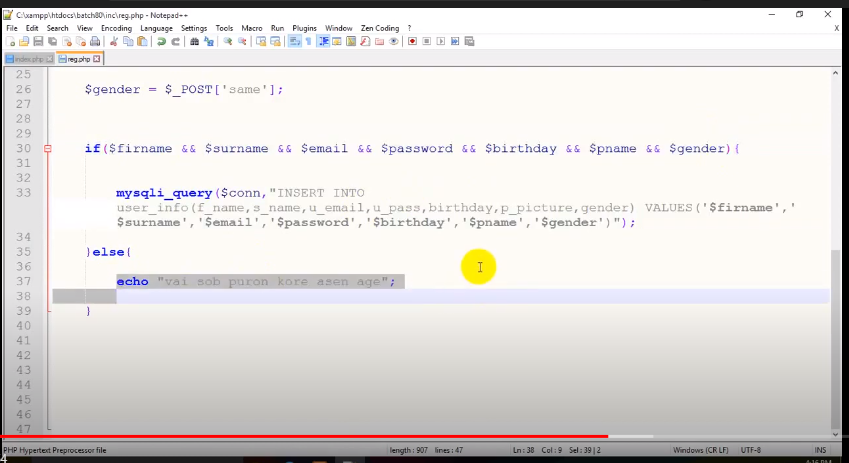 C:\xampp\htdocs\batch80\inc\reg.php - Notepad++
File Edit Search View Encoding Language Settings Tools Macro Run Plugins Window Zen Coding ? X
index.php reg.php
25
26 $gender = $_POST['same'];
27
28
29
30 if($firname && $surname && $email && $password && $birthday && $pname && $gender){
31
32
33 mysqli_query($conn,"INSERT INTO
user_info(f_name,s_name,u_email,u_pass,birthday,p_picture,gender) VALUES('$firname','
$surname','$email','$password','$birthday','$pname','$gender')");
34
35 }else{
36
37 echo "vai sob puron kore asen age";
38
39 }
40
41
42
43
44
45
46
47
PHP Hypertext Preprocessor file length : 907 lines : 47 Ln : 38 Col : 9 Sel : 39 | 2 Windows (CR LF) UTF-8 INS
4 4:16 PM